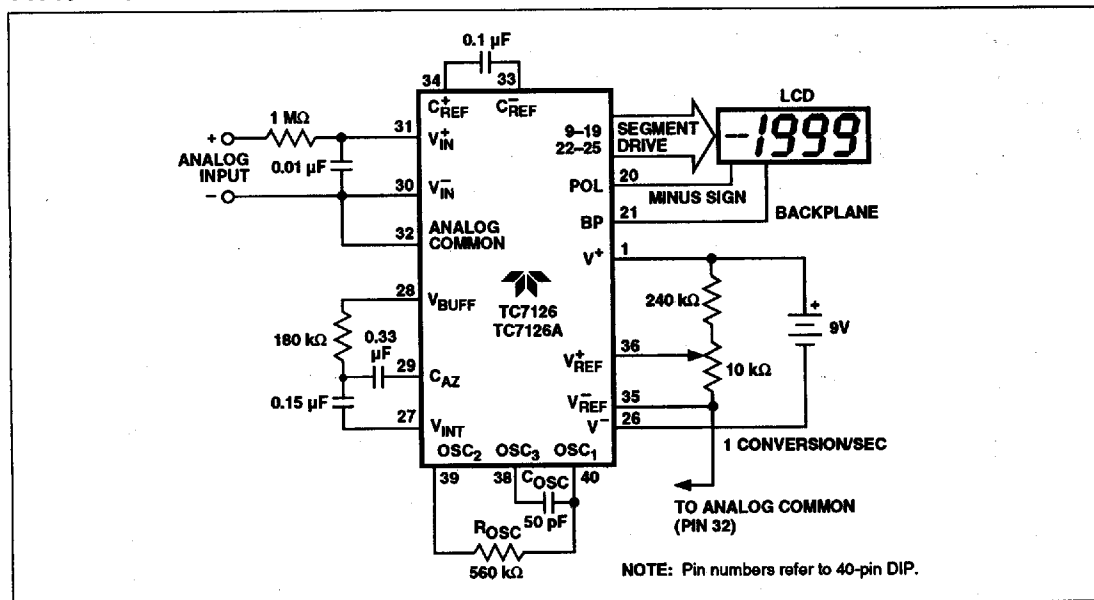 0.1 µF
34
33
C+REF
C−REF
1 MΩ
31
V+IN
+
ANALOG
INPUT
–
0.01 µF
30
V−IN
32
ANALOG
COMMON
28
VBUFF
180 kΩ
0.33
µF
29
CAZ
0.15 µF
27
VINT
OSC2
OSC3
OSC1
39
38
COSC
40
50 pF
ROSC
560 kΩ
TC7126
TC7126A
LCD
-1999
9–19
22–25
SEGMENT
DRIVE
POL
20
MINUS SIGN
BP
21
BACKPLANE
V+
1
240 kΩ
+
9V
V+REF
36
10 kΩ
V−REF
35
V−
26
1 CONVERSION/SEC
TO ANALOG COMMON
(PIN 32)
NOTE: Pin numbers refer to 40-pin DIP.